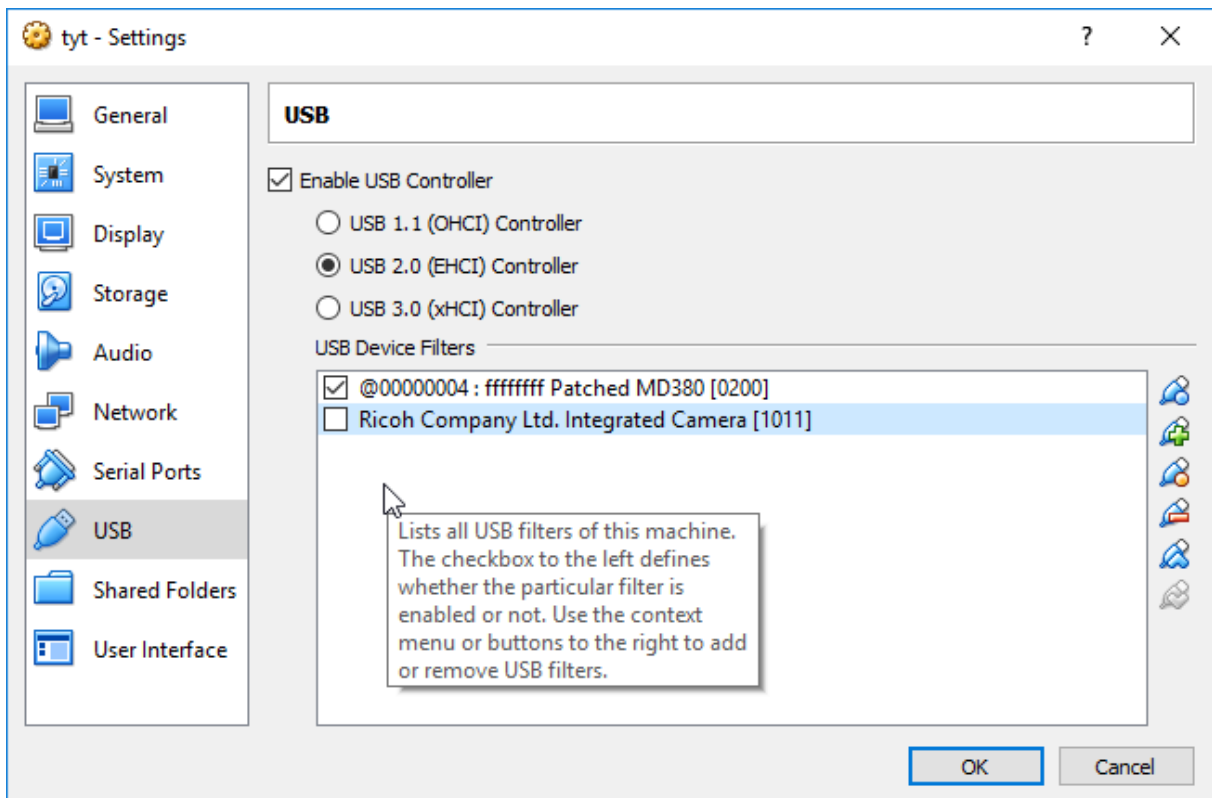 tyt - Settings
?
General
System
Display
Storage
Audio
Network
Serial Ports
USB
Shared Folders
User Interface
USB
Enable USB Controller
USB 1.1 (OHCI) Controller
USB 2.0 (EHCI) Controller
USB 3.0 (xHCI) Controller
USB Device Filters
@00000004 : ffffffff Patched MD380 [0200]
Ricoh Company Ltd. Integrated Camera [1011]
Lists all USB filters of this machine.
The checkbox to the left defines
whether the particular filter is
enabled or not. Use the context
menu or buttons to the right to add
or remove USB filters.
OK
Cancel